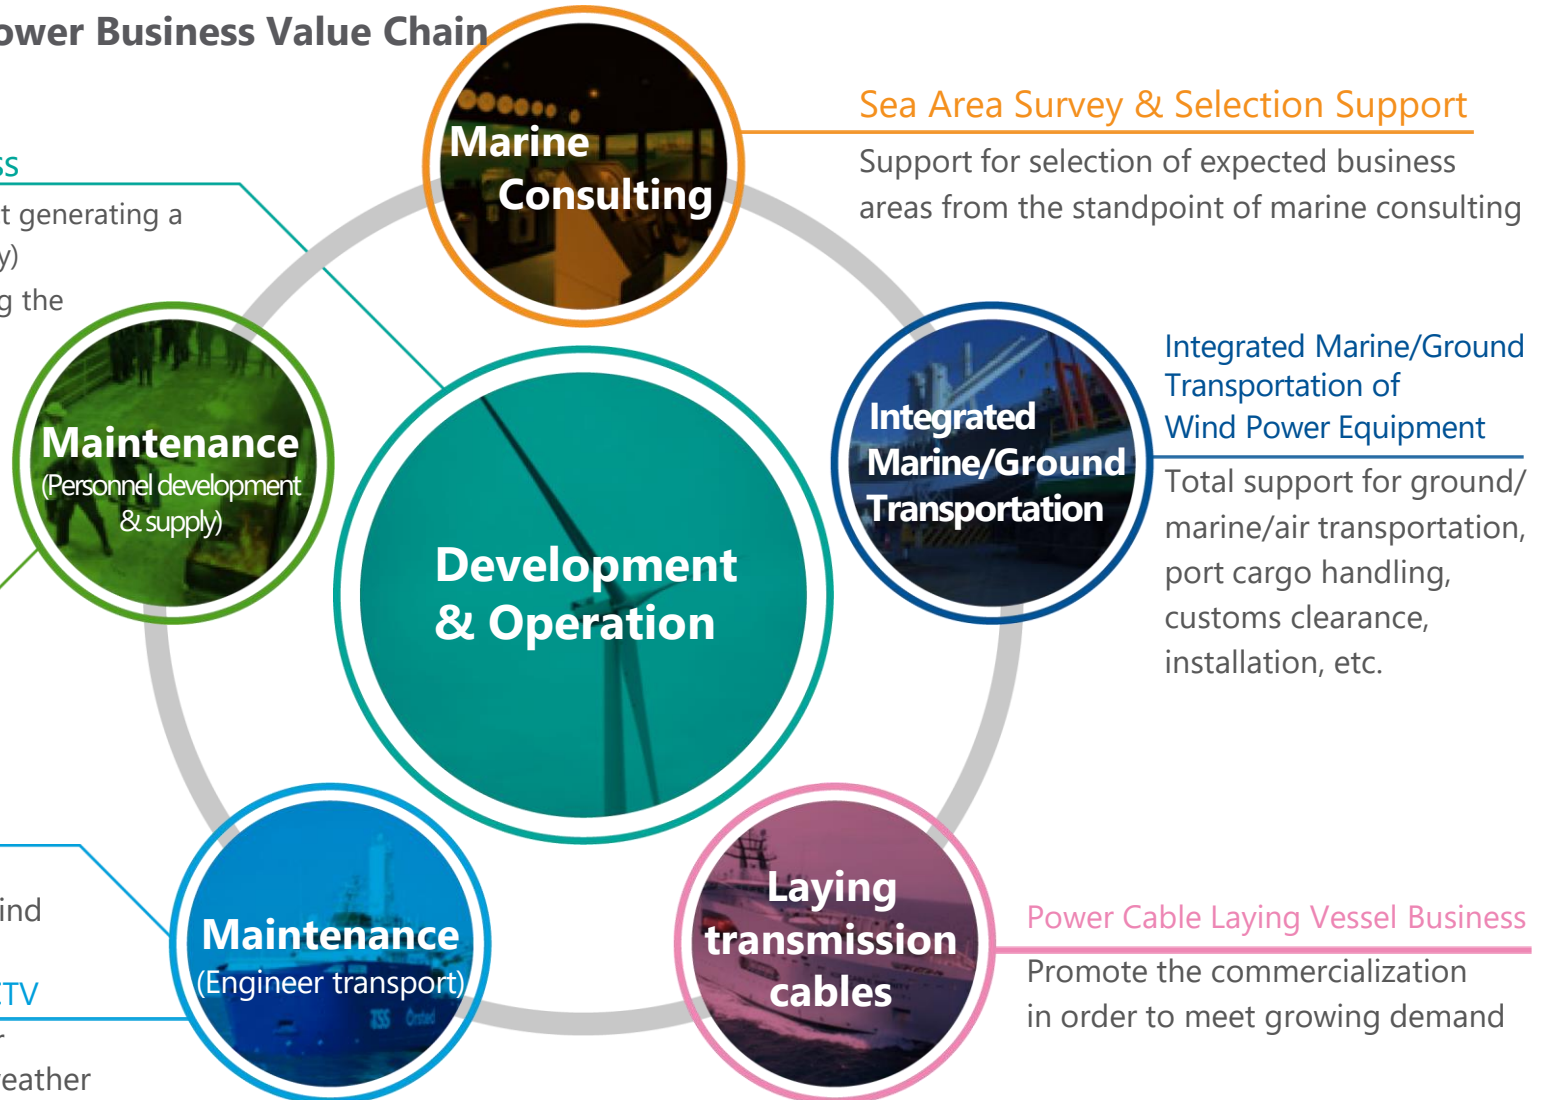 Power Business Value Chain
Marine
Consulting
Sea Area Survey & Selection Support
Support for selection of expected business
areas from the standpoint of marine consulting
generating a
the
Maintenance
(Personnel development
& supply)
Integrated
Marine/Ground
Transportation
Integrated Marine/Ground
Transportation of
Wind Power Equipment
Total support for ground/
marine/air transportation,
port cargo handling,
customs clearance,
installation, etc.
Development
& Operation
Maintenance
(Engineer transport)
TSS Orsted
CTV
Laying
transmission
cables
Power Cable Laying Vessel Business
Promote the commercialization
in order to meet growing demand